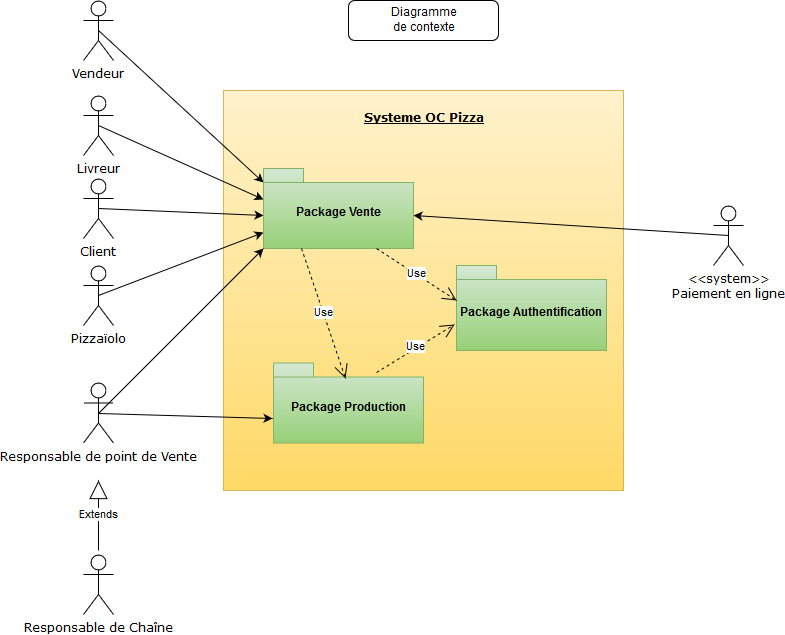 Diagramme
de contexte
Vendeur
Systeme OC Pizza
Livreur
Package Vente
Client
Use
<<system>>
Paiement en ligne
Package Authentification
Use
Pizzaïolo
Use
Package Production
Responsable de point de Vente
Extends
Responsable de Chaîne